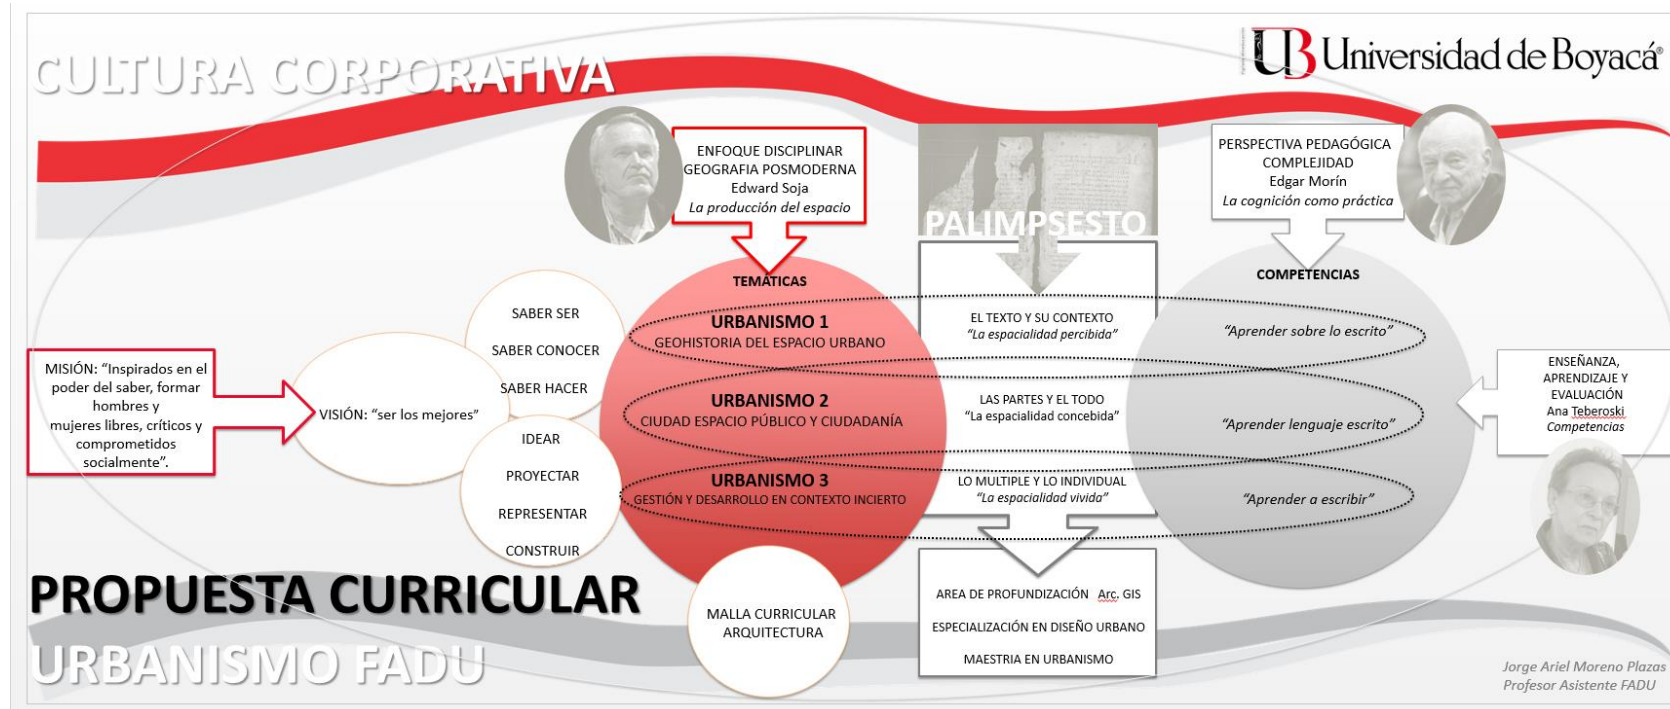 CULTURA CORPORATIVA
UB Universidad de Boyacá®
ENFOQUE DISCIPLINAR
GEOGRAFIA POSMODERNA
Edward Soja
La producción del espacio
PALIMPSESTO
PERSPECTIVA PEDAGÓGICA
COMPLEJIDAD
Edgar Morín
La cognición como práctica
MISIÓN: “Inspirados en el
poder del saber, formar
hombres y
mujeres libres, críticos y
comprometidos
socialmente”.
VISIÓN: “ser los mejores”
SABER SER
SABER CONOCER
SABER HACER
IDEAR
PROYECTAR
REPRESENTAR
CONSTRUIR
TEMÁTICAS
URBANISMO 1
GEOHISTORIA DEL ESPACIO URBANO
URBANISMO 2
CIUDAD ESPACIO PÚBLICO Y CIUDADANÍA
URBANISMO 3
GESTIÓN Y DESARROLLO EN CONTEXTO INCIERTO
MALLA CURRICULAR
ARQUITECTURA
EL TEXTO Y SU CONTEXTO
“La espacialidad percibida”
LAS PARTES Y EL TODO
“La espacialidad concebida”
LO MULTIPLE Y LO INDIVIDUAL
“La espacialidad vivida”
AREA DE PROFUNDIZACIÓN Arc. GIS
ESPECIALIZACIÓN EN DISEÑO URBANO
MAESTRIA EN URBANISMO
COMPETENCIAS
“Aprender sobre lo escrito”
“Aprender lenguaje escrito”
“Aprender a escribir”
ENSEÑANZA,
APRENDIZAJE Y
EVALUACIÓN
Ana Teberoski
Competencias
PROPUESTA CURRICULAR
URBANISMO FADU
Jorge Ariel Moreno Plazas
Profesor Asistente FADU